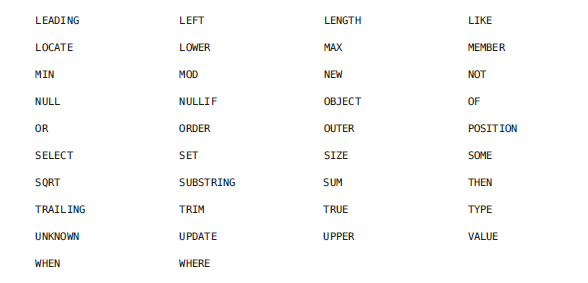 LEADING LEFT LENGTH LIKE
LOCATE LOWER MAX MEMBER
MIN MOD NEW NOT
NULL NULLIF OBJECT OF
OR ORDER OUTER POSITION
SELECT SET SIZE SOME
SQRT SUBSTRING SUM THEN
TRAILING TRIM TRUE TYPE
UNKNOWN UPDATE UPPER VALUE
WHEN WHERE